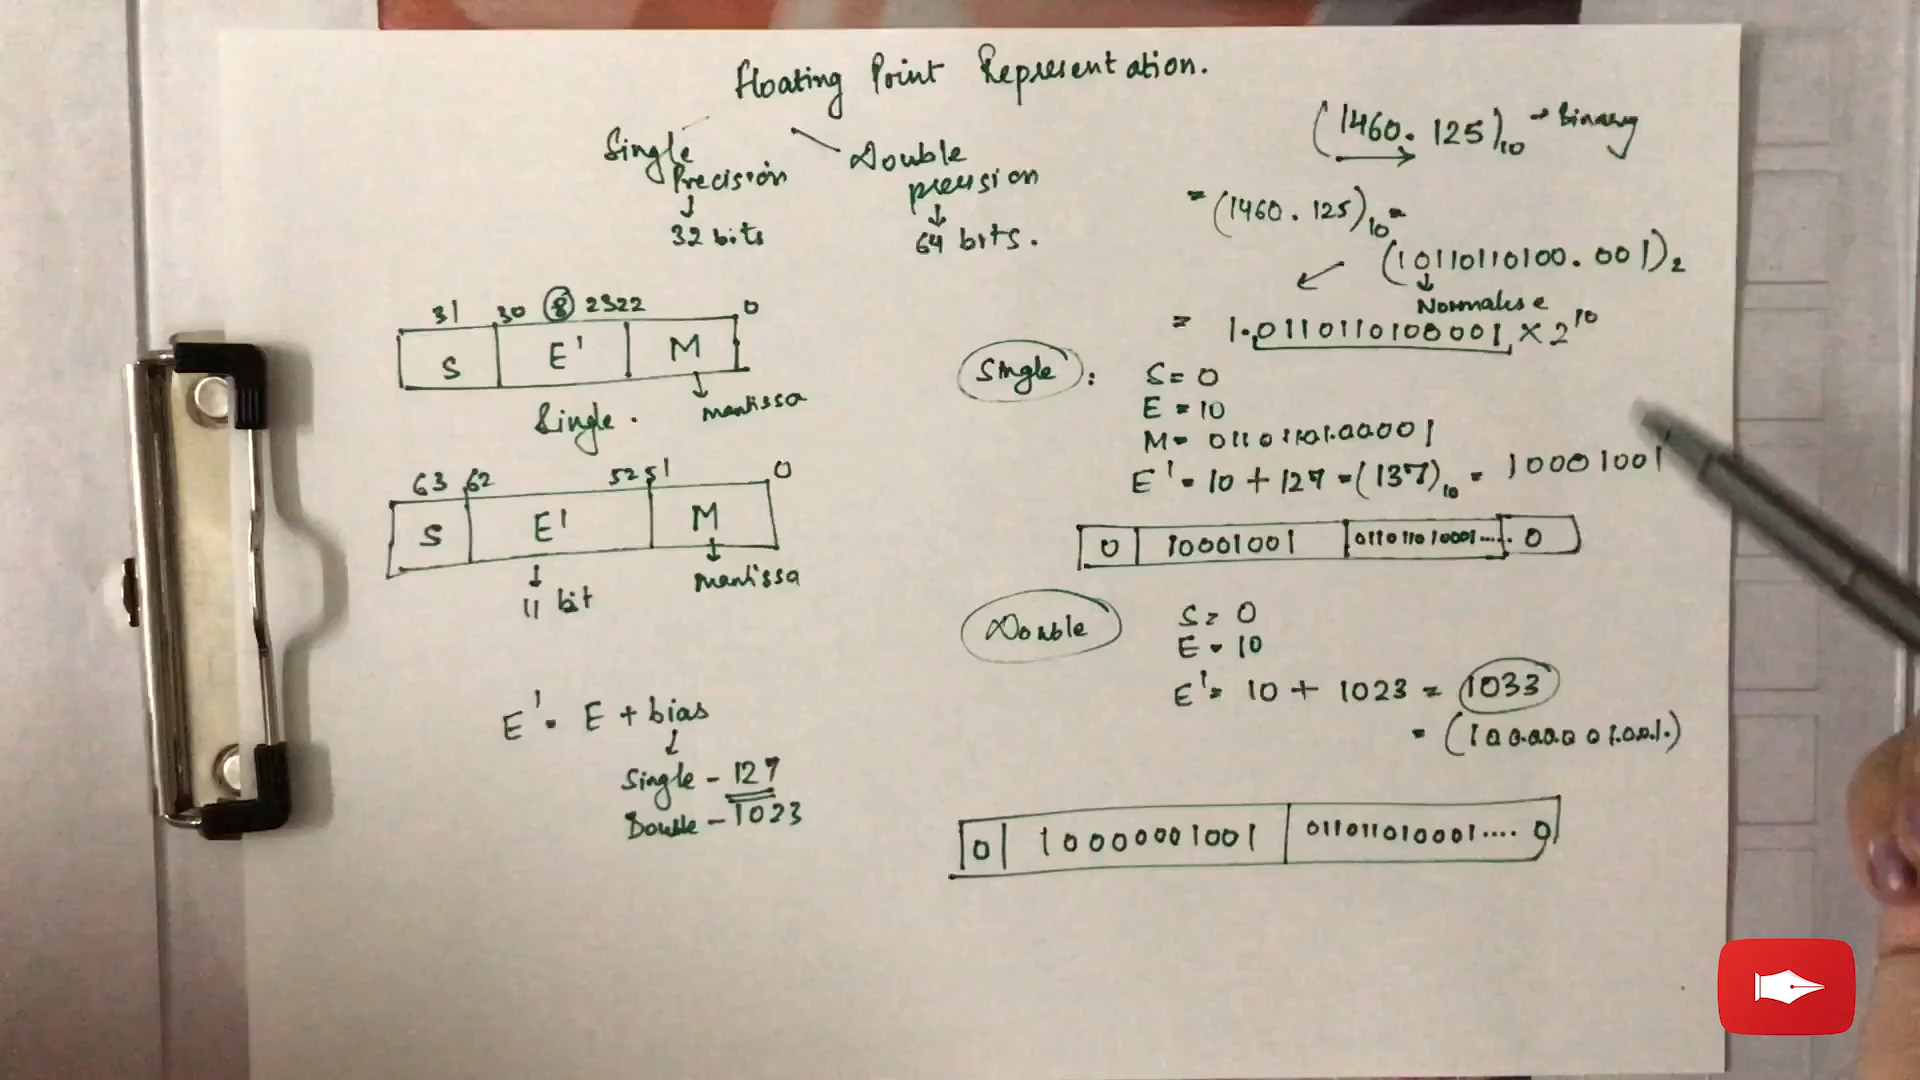 Floating Point Representation.
Single
Precision
↓
32 bits
Double
precision
↓
64 bits.
31 30 8 23 22 0
S E' M
mantissa
Single.
63 62 52 51 0
S E' M
11 bit
mantissa
E' = E + bias
↓
Single - 127
Double - 1023
(1460.125)10 → Binary
= (1460.125)10 =
(10110110100.001)2
Normalise
= 1.0110110100001 × 2^10
Single :
S = 0
E = 10
M = 0110110100001
E' = 10 + 127 = (137)10 = 10001001
0 10001001 011011010001..... 0
Double
S = 0
E = 10
E' = 10 + 1023 = 1033
= (10000001001)
0 10000001001 011011010001.... 0